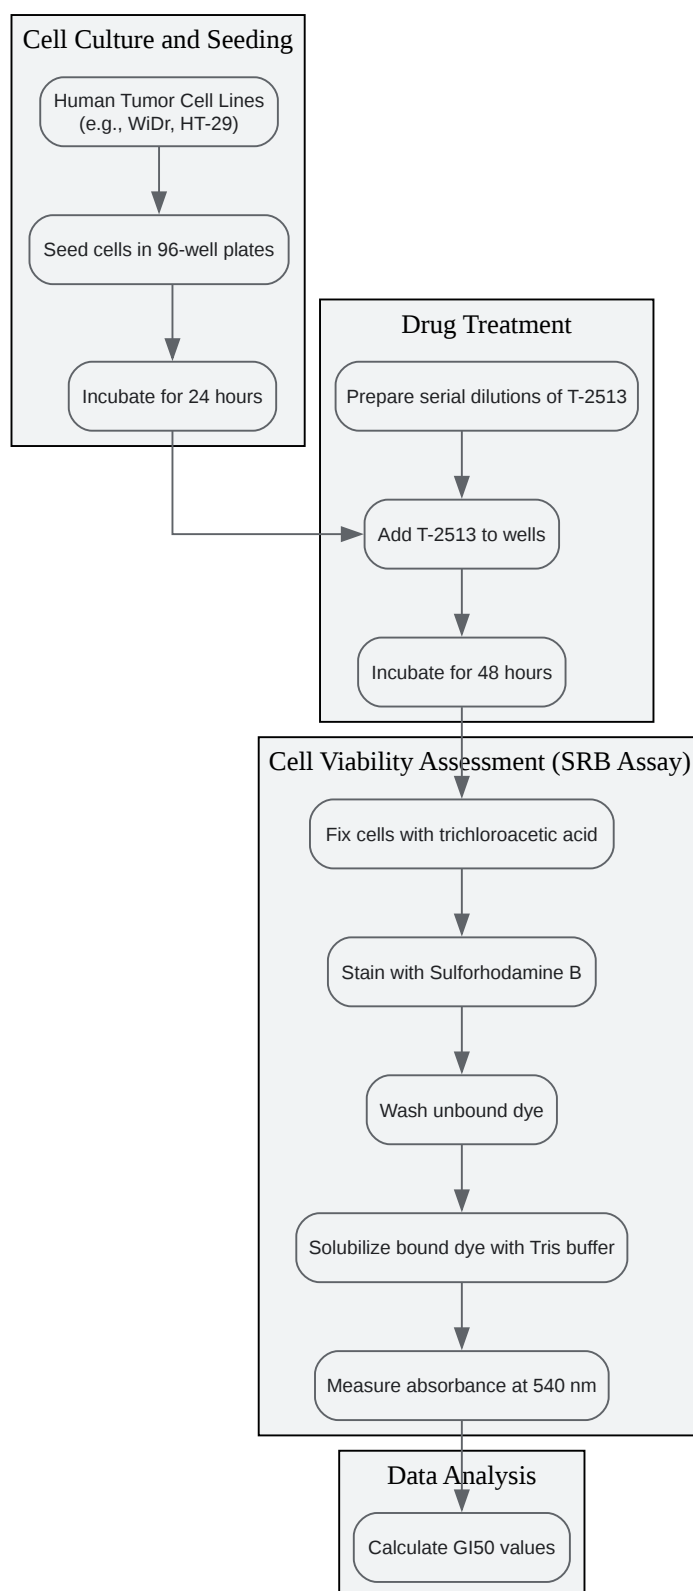 Cell Culture and Seeding
Human Tumor Cell Lines
(e.g., WiDr, HT-29)
Seed cells in 96-well plates
Incubate for 24 hours
Drug Treatment
Prepare serial dilutions of T-2513
Add T-2513 to wells
Incubate for 48 hours
Cell Viability Assessment (SRB Assay)
Fix cells with trichloroacetic acid
Stain with Sulforhodamine B
Wash unbound dye
Solubilize bound dye with Tris buffer
Measure absorbance at 540 nm
Data Analysis
Calculate GI50 values